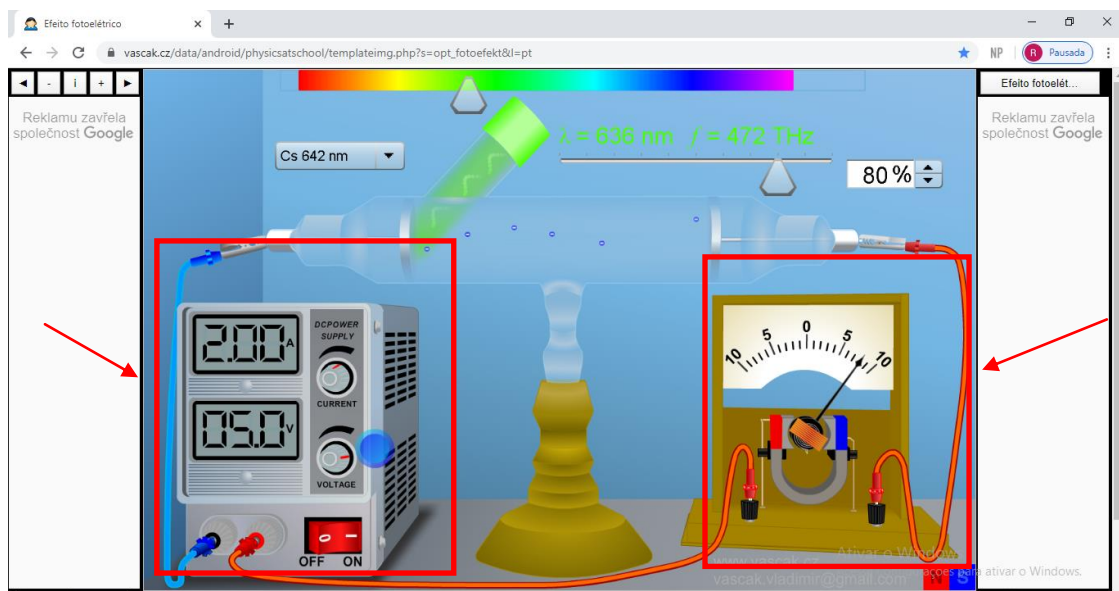 Efeito fotoelétrico
vascak.cz/data/android/physicsatschool/templateimg.php?s=opt_fotoefekt&l=pt
NP
R Pausada
- i +
Efeito fotoelét...
Reklamu zavřela
společnost Google
Reklamu zavřela
společnost Google
λ = 636 nm f = 472 THz
Cs 642 nm
80 %
2.00 A
DCPOWER
SUPPLY
CURRENT
05.0 V
VOLTAGE
OFF ON
10 5 0 5 10
www.vascak.cz
vascak.vladimir@gmail.com
N S
Ativar o Windows
ativar o Windows.